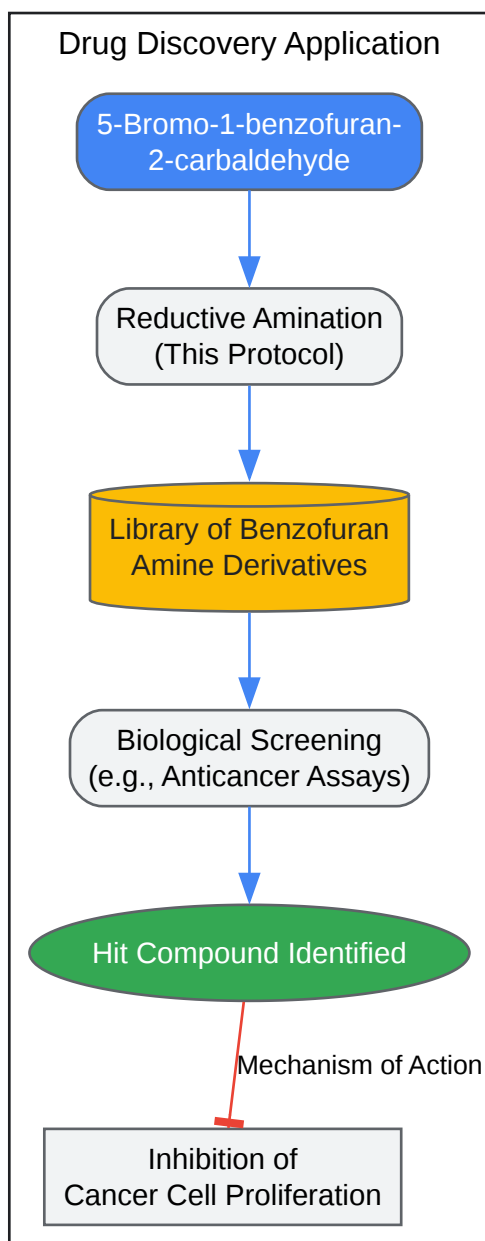 Drug Discovery Application
5-Bromo-1-benzofuran-
2-carbaldehyde
Reductive Amination
(This Protocol)
Library of Benzofuran
Amine Derivatives
Biological Screening
(e.g., Anticancer Assays)
Hit Compound Identified
Mechanism of Action
Inhibition of
Cancer Cell Proliferation